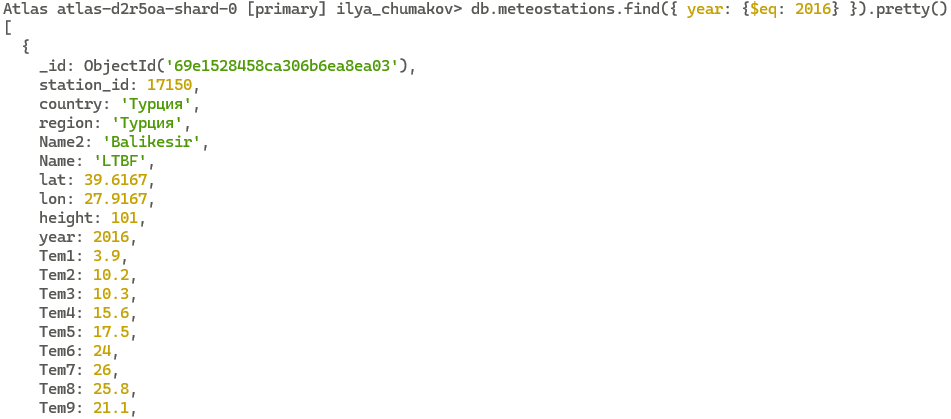 Atlas atlas-d2r5oa-shard-0 [primary] ilya_chumakov> db.meteostations.find({ year: {$eq: 2016} }).pretty()
[
  {
    _id: ObjectId('69e1528458ca306b6ea8ea03'),
    station_id: 17150,
    country: 'Турция',
    region: 'Турция',
    Name2: 'Balikesir',
    Name: 'LTBF',
    lat: 39.6167,
    lon: 27.9167,
    height: 101,
    year: 2016,
    Tem1: 3.9,
    Tem2: 10.2,
    Tem3: 10.3,
    Tem4: 15.6,
    Tem5: 17.5,
    Tem6: 24,
    Tem7: 26,
    Tem8: 25.8,
    Tem9: 21.1,